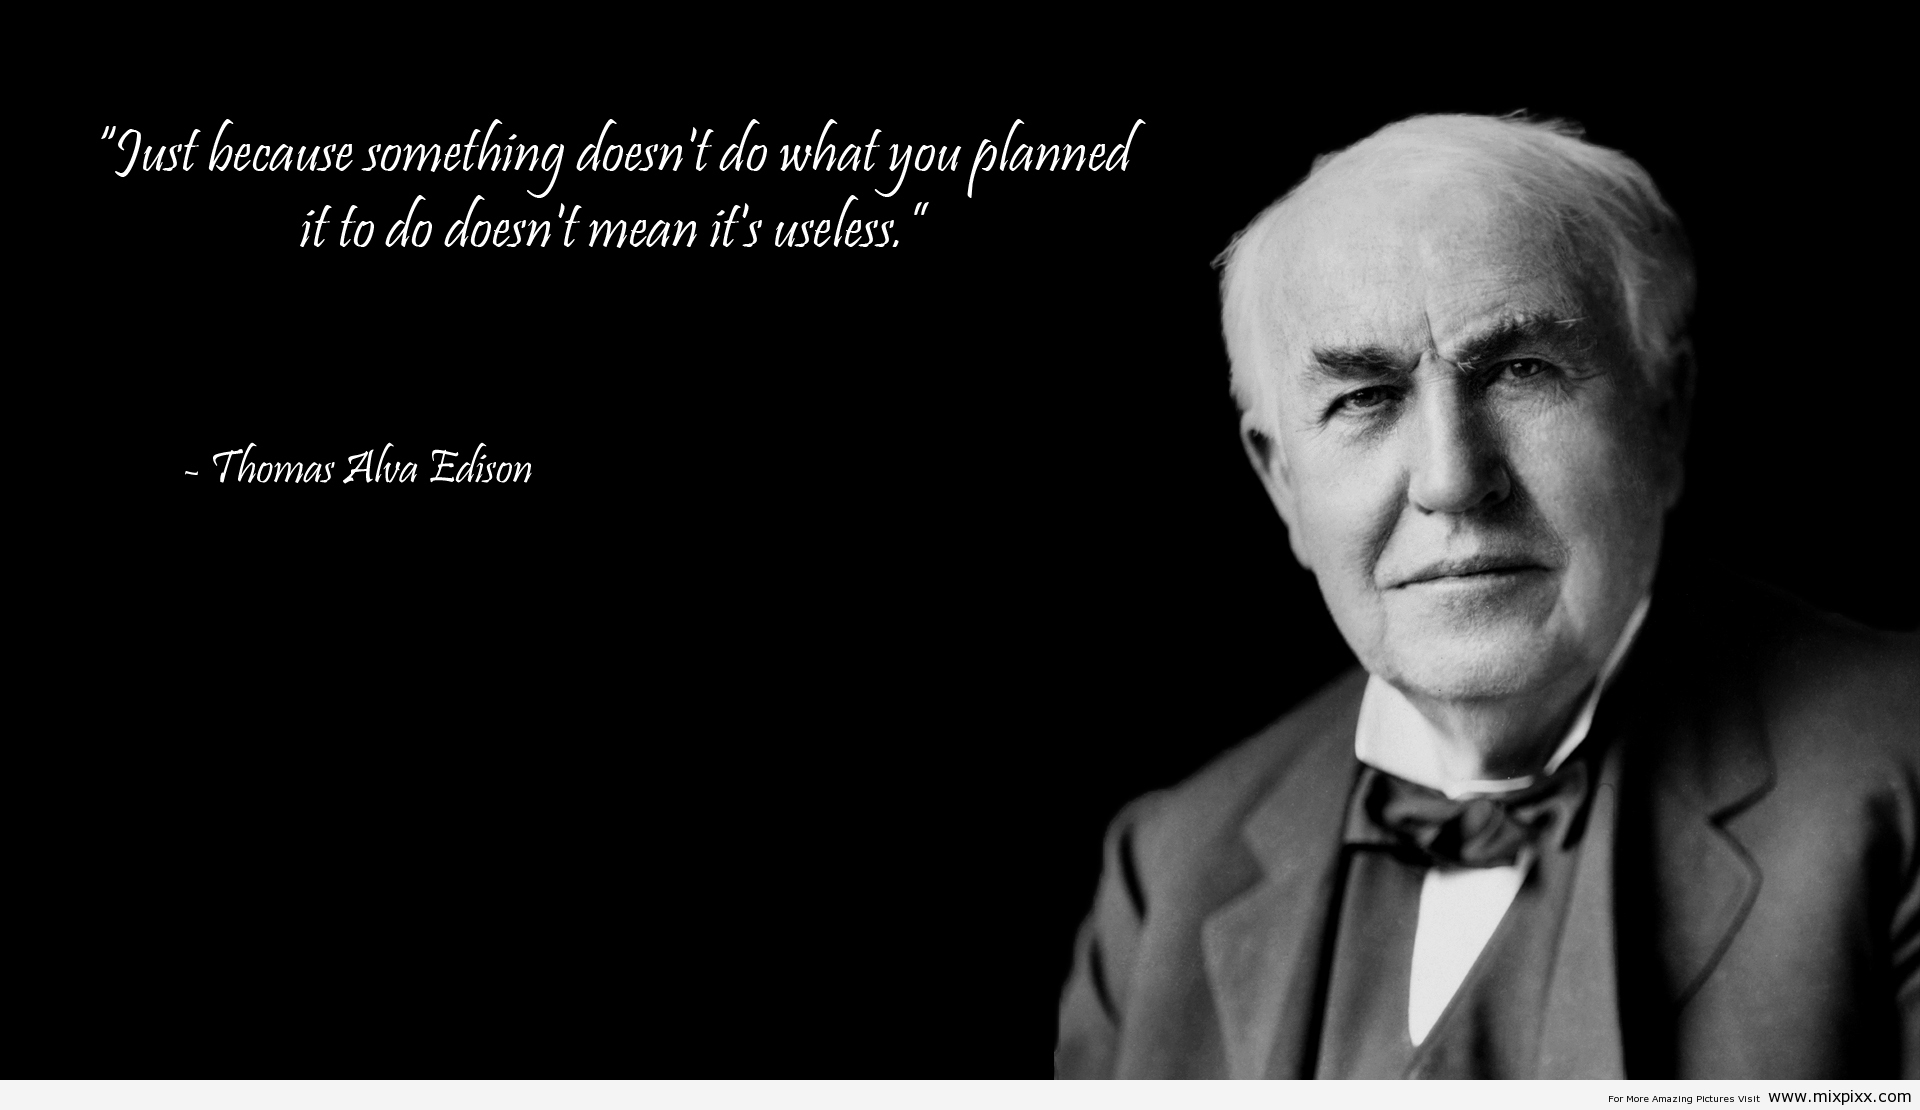 "Just because something doesn't do what you planned
it to do doesn't mean it's useless."
~ Thomas Alva Edison
For More Amazing Pictures Visit www.mixpixx.com